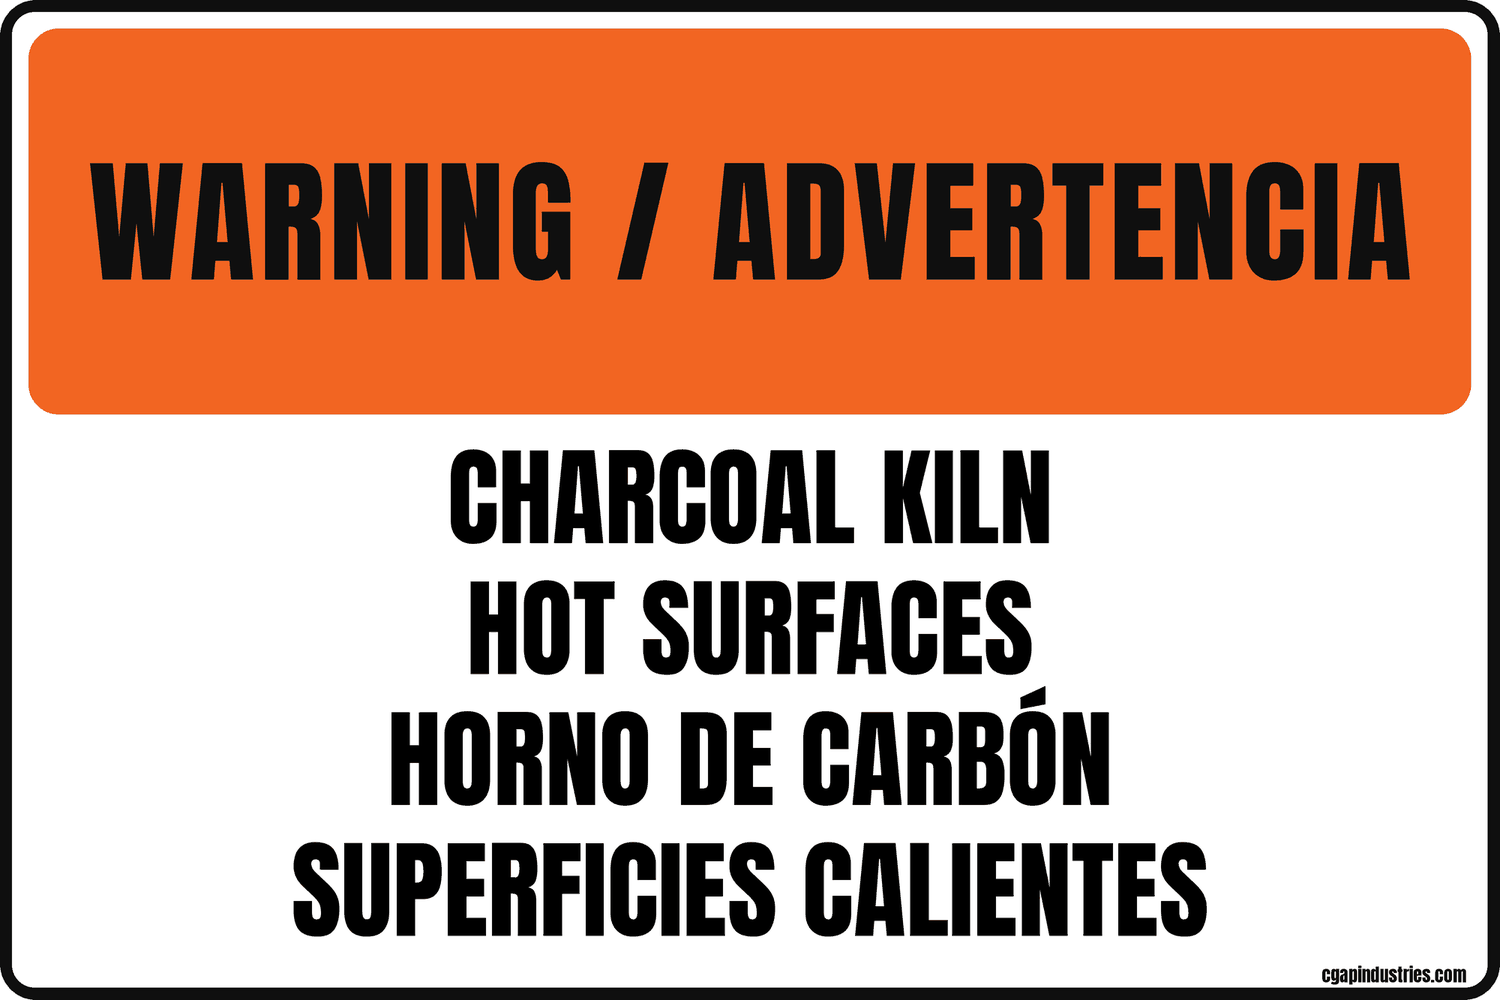 WARNING / ADVERTENCIA
CHARCOAL KILN
HOT SURFACES
HORNO DE CARBÓN
SUPERFICIES CALIENTES
cgapindustries.com